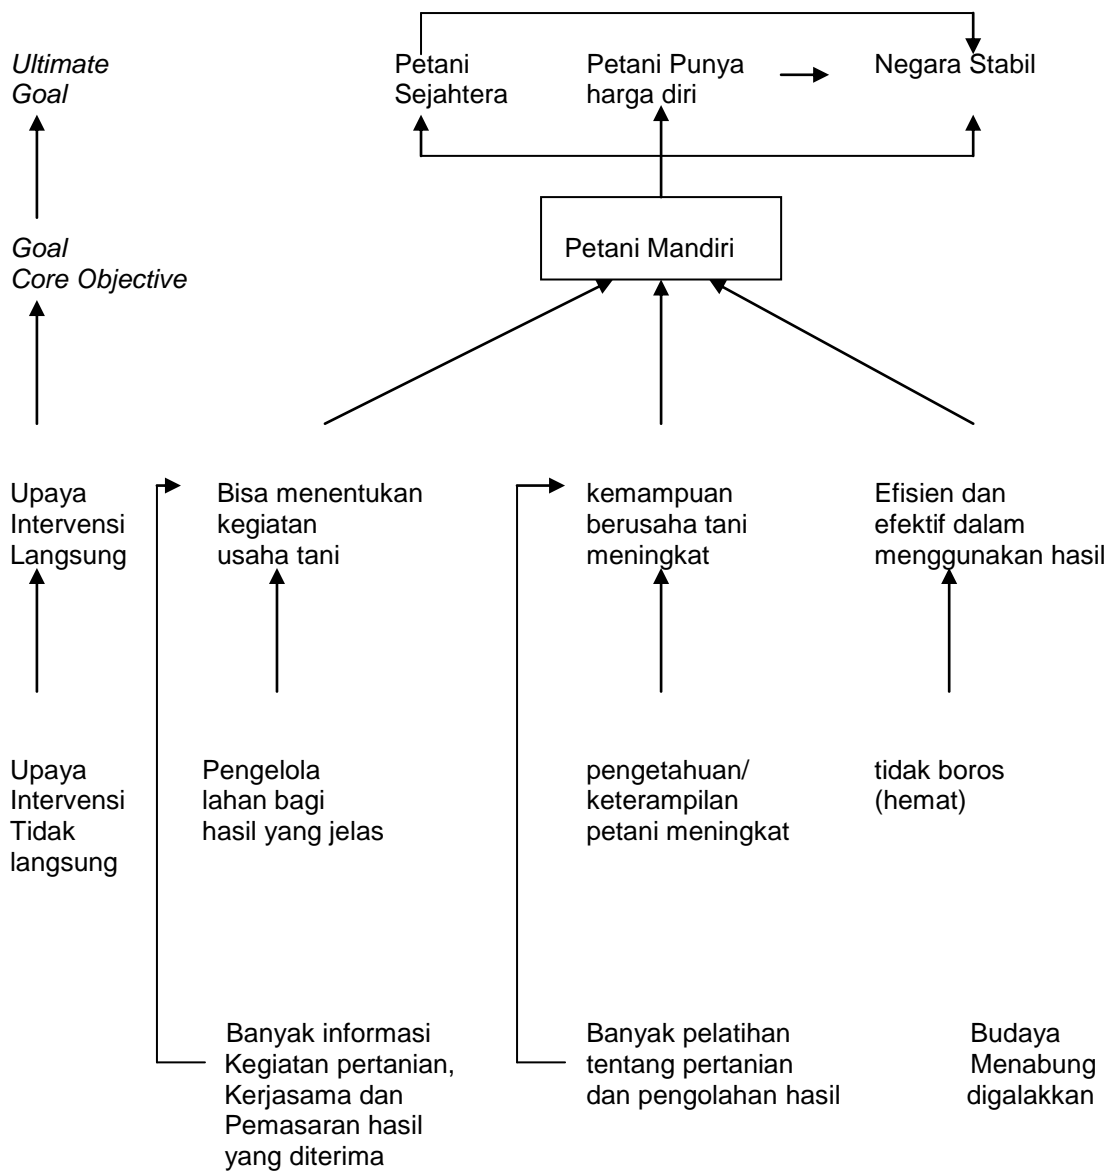 Ultimate
Goal
Petani
Sejahtera
Petani Punya
harga diri
Negara Stabil
Goal
Core Objective
Petani Mandiri
Upaya
Intervensi
Langsung
Bisa menentukan
kegiatan
usaha tani
kemampuan
berusaha tani
meningkat
Efisien dan
efektif dalam
menggunakan hasil
Upaya
Intervensi
Tidak
langsung
Pengelola
lahan bagi
hasil yang jelas
pengetahuan/
keterampilan
petani meningkat
tidak boros
(hemat)
Banyak informasi
Kegiatan pertanian,
Kerjasama dan
Pemasaran hasil
yang diterima
Banyak pelatihan
tentang pertanian
dan pengolahan hasil
Budaya
Menabung
digalakkan